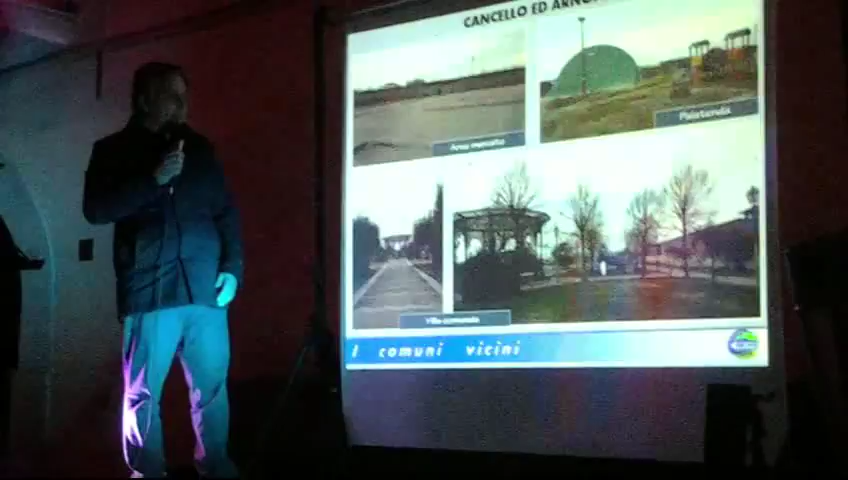 CANCELLO ED ARNO
Area mercato
Palatenda
Villa comunale
I comuni vicini